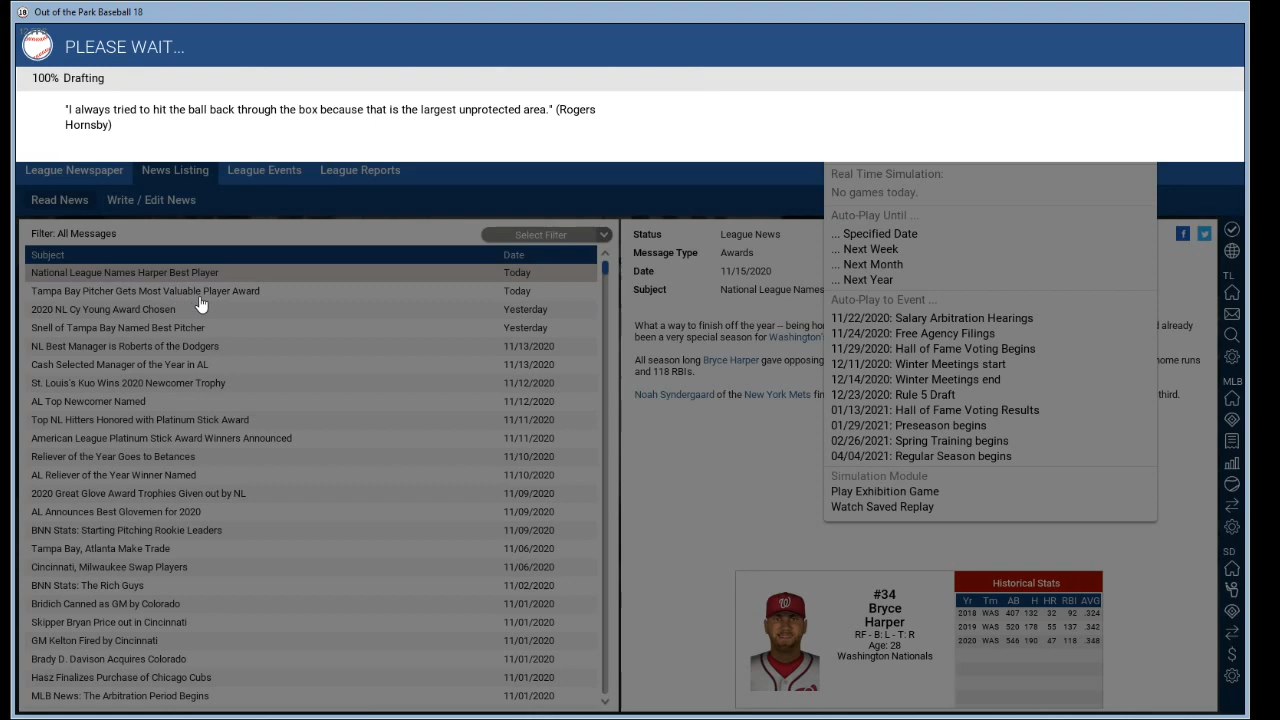 Out of the Park Baseball 18
PLEASE WAIT...
100% Drafting
"I always tried to hit the ball back through the box because that is the largest unprotected area." (Rogers
Hornsby)
League Newspaper News Listing League Events League Reports
Read News Write / Edit News
Filter: All Messages Select Filter
Subject Date
National League Names Harper Best Player Today
Tampa Bay Pitcher Gets Most Valuable Player Award Today
2020 NL Cy Young Award Chosen Yesterday
Snell of Tampa Bay Named Best Pitcher Yesterday
NL Best Manager is Roberts of the Dodgers 11/13/2020
Cash Selected Manager of the Year in AL 11/13/2020
St. Louis's Kuo Wins 2020 Newcomer Trophy 11/12/2020
AL Top Newcomer Named 11/12/2020
Top NL Hitters Honored with Platinum Stick Award 11/11/2020
American League Platinum Stick Award Winners Announced 11/11/2020
Reliever of the Year Goes to Betances 11/10/2020
AL Reliever of the Year Winner Named 11/10/2020
2020 Great Glove Award Trophies Given out by NL 11/09/2020
AL Announces Best Glovemen for 2020 11/09/2020
BNN Stats: Starting Pitching Rookie Leaders 11/09/2020
Tampa Bay, Atlanta Make Trade 11/06/2020
Cincinnati, Milwaukee Swap Players 11/06/2020
BNN Stats: The Rich Guys 11/02/2020
Bridich Canned as GM by Colorado 11/01/2020
Skipper Bryan Price out in Cincinnati 11/01/2020
GM Kelton Fired by Cincinnati 11/01/2020
Brady D. Davison Acquires Colorado 11/01/2020
Hasz Finalizes Purchase of Chicago Cubs 11/01/2020
MLB News: The Arbitration Period Begins 11/01/2020
Status League News
Message Type Awards
Date 11/15/2020
Subject National League Names
What a way to finish off the year -- being ho already
been a very special season for Washington'
All season long Bryce Harper gave opposing home runs
and 118 RBIs.
Noah Syndergaard of the New York Mets fin third.
Real Time Simulation:
No games today.
Auto-Play Until ...
... Specified Date
... Next Week
... Next Month
... Next Year
Auto-Play to Event ...
11/22/2020: Salary Arbitration Hearings
11/24/2020: Free Agency Filings
11/29/2020: Hall of Fame Voting Begins
12/11/2020: Winter Meetings start
12/14/2020: Winter Meetings end
12/23/2020: Rule 5 Draft
01/13/2021: Hall of Fame Voting Results
01/29/2021: Preseason begins
02/26/2021: Spring Training begins
04/04/2021: Regular Season begins
Simulation Module
Play Exhibition Game
Watch Saved Replay
#34
Bryce
Harper
RF - B: L - T: R
Age: 28
Washington Nationals
Historical Stats
Yr Tm AB H HR RBI AVG
2018 WAS 407 132 32 92 .324
2019 WAS 520 178 55 137 .342
2020 WAS 546 190 47 118 .348
TL
MLB
SD